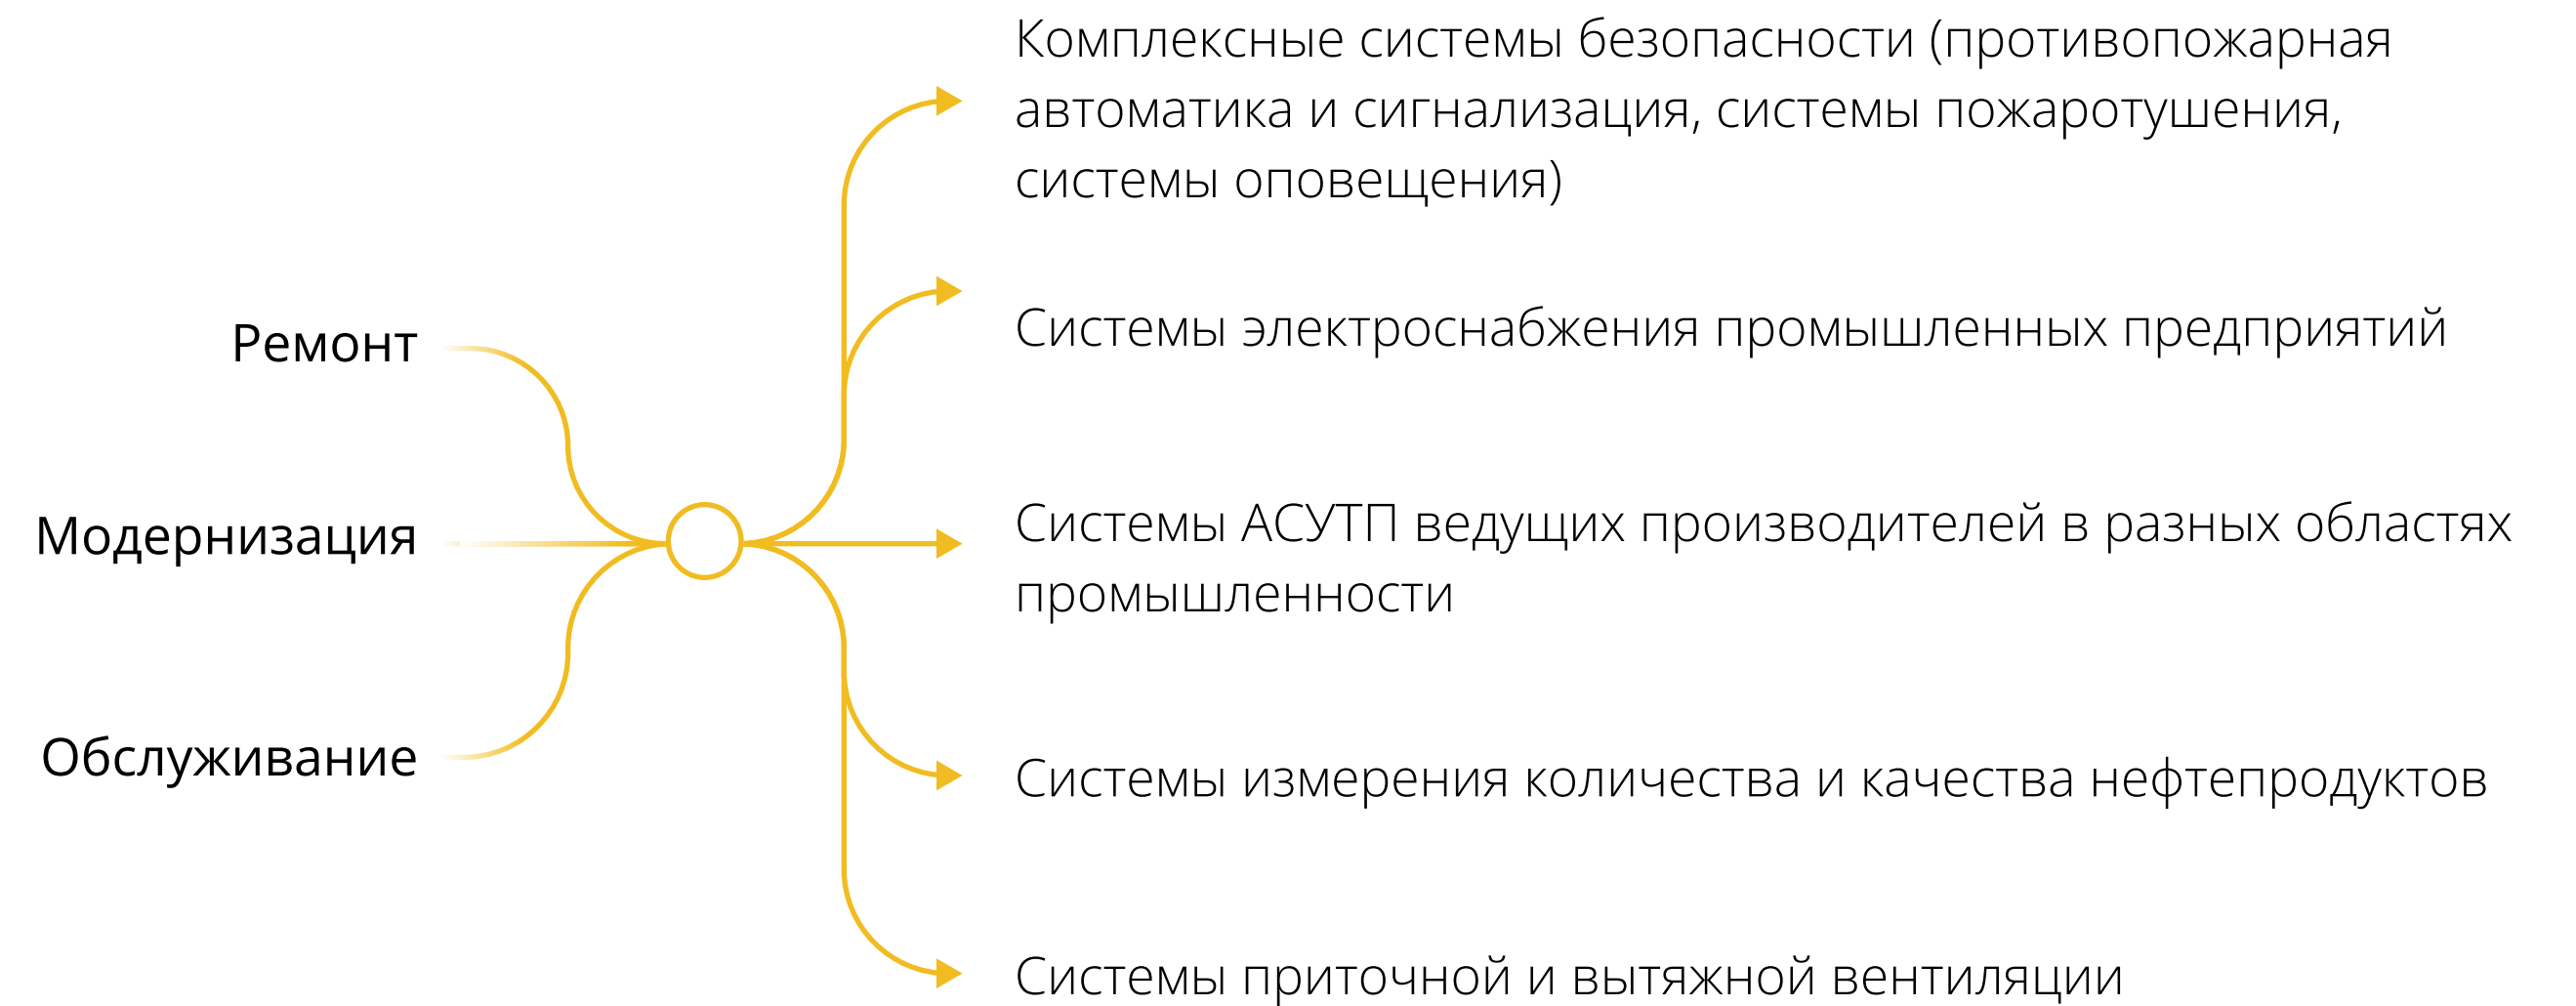 Ремонт
Модернизация
Обслуживание
Комплексные системы безопасности (противопожарная
автоматика и сигнализация, системы пожаротушения,
системы оповещения)
Системы электроснабжения промышленных предприятий
Системы АСУТП ведущих производителей в разных областях
промышленности
Системы измерения количества и качества нефтепродуктов
Системы приточной и вытяжной вентиляции